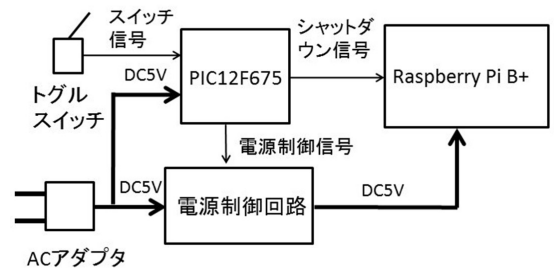 スイッチ
信号
シャットダ
ウン信号
トグル
スイッチ
DC5V
PIC12F675
Raspberry Pi B+
電源制御信号
DC5V
電源制御回路
DC5V
ACアダプタ